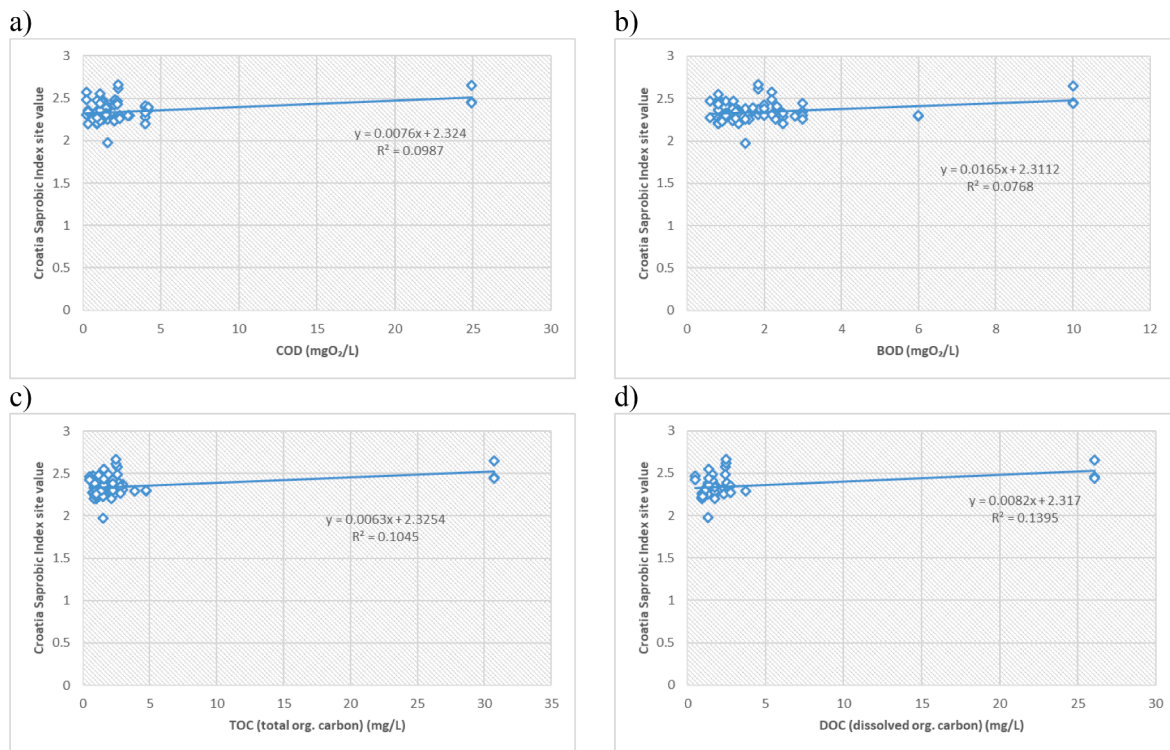 a)
3
2.5
2
1.5
1
0.5
0
Croatia Saprobic Index site value
y = 0.0076x + 2.324
R² = 0.0987
0 5 10 15 20 25 30
COD (mgO₂/L)
b)
3
2.5
2
1.5
1
0.5
0
Croatia Saprobic Index site value
y = 0.0165x + 2.3112
R² = 0.0768
0 2 4 6 8 10 12
BOD (mgO₂/L)
c)
3
2.5
2
1.5
1
0.5
0
Croatia Saprobic Index site value
y = 0.0063x + 2.3254
R² = 0.1045
0 5 10 15 20 25 30 35
TOC (total org. carbon) (mg/L)
d)
3
2.5
2
1.5
1
0.5
0
Croatia Saprobic Index site value
y = 0.0082x + 2.317
R² = 0.1395
0 5 10 15 20 25 30
DOC (dissolved org. carbon) (mg/L)